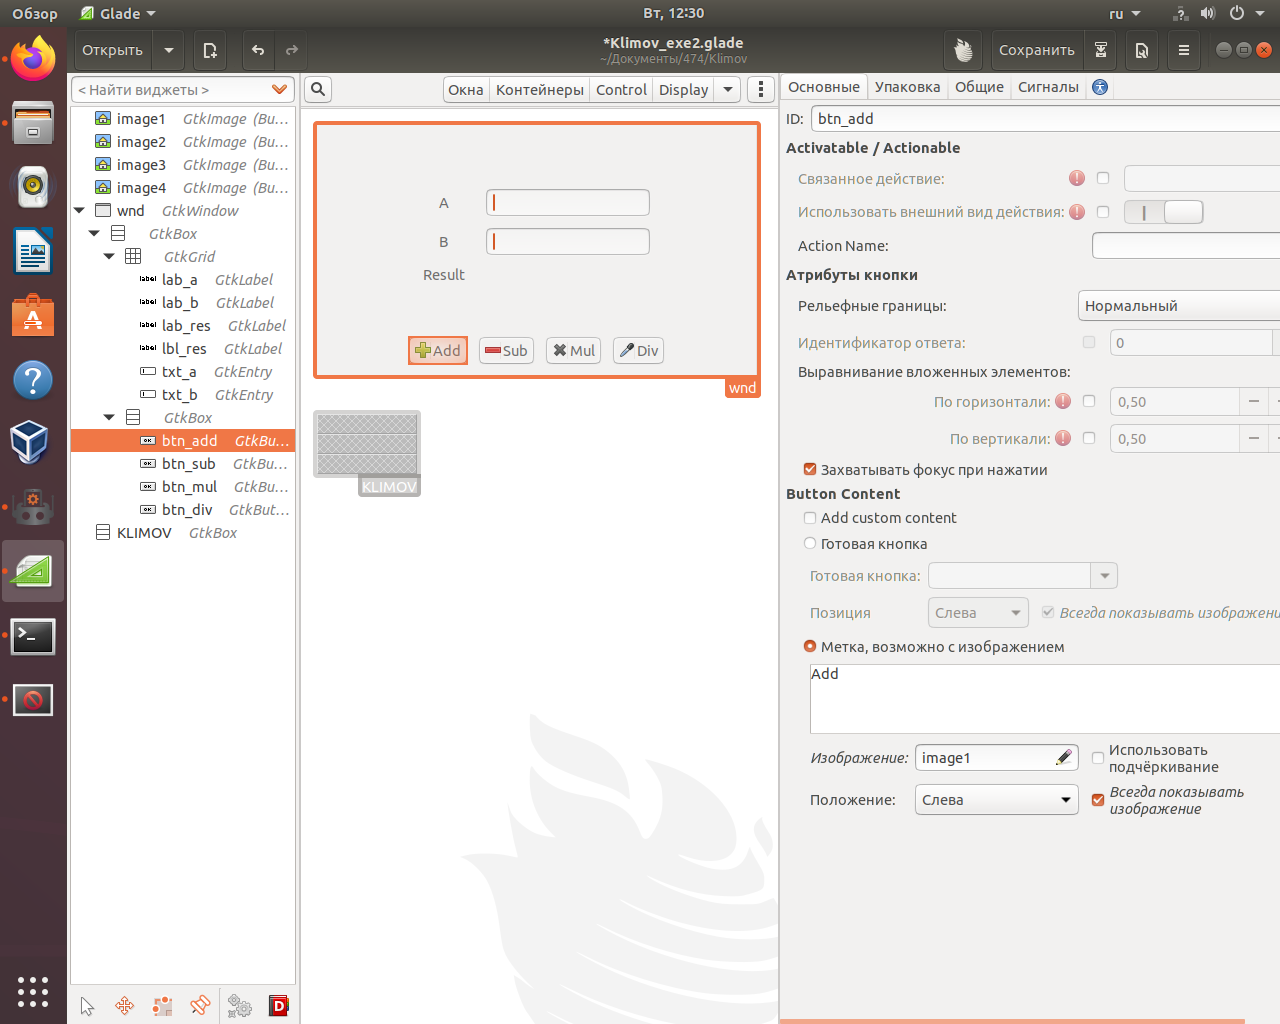 Обзор Glade Вт, 12:30 ru
Открыть *Klimov_exe2.glade Сохранить
~/Документы/474/Klimov
< Найти виджеты > Окна Контейнеры Control Display Основные Упаковка Общие Сигналы
image1 GtkImage (Bu…
image2 GtkImage (Bu…
image3 GtkImage (Bu…
image4 GtkImage (Bu…
wnd GtkWindow
GtkBox
GtkGrid
lab_a GtkLabel
lab_b GtkLabel
lab_res GtkLabel
lbl_res GtkLabel
txt_a GtkEntry
txt_b GtkEntry
GtkBox
btn_add GtkBu…
btn_sub GtkBu…
btn_mul GtkBu…
btn_div GtkBut…
KLIMOV GtkBox
A
B
Result
Add Sub Mul Div
wnd
KLIMOV
ID: btn_add
Activatable / Actionable
Связанное действие:
Использовать внешний вид действия:
Action Name:
Атрибуты кнопки
Рельефные границы: Нормальный
Идентификатор ответа: 0
Выравнивание вложенных элементов:
По горизонтали: 0,50
По вертикали: 0,50
Захватывать фокус при нажатии
Button Content
Add custom content
Готовая кнопка
Готовая кнопка:
Позиция Слева Всегда показывать изображени
Метка, возможно с изображением
Add
Изображение: image1 Использовать
подчёркивание
Положение: Слева Всегда показывать
изображение